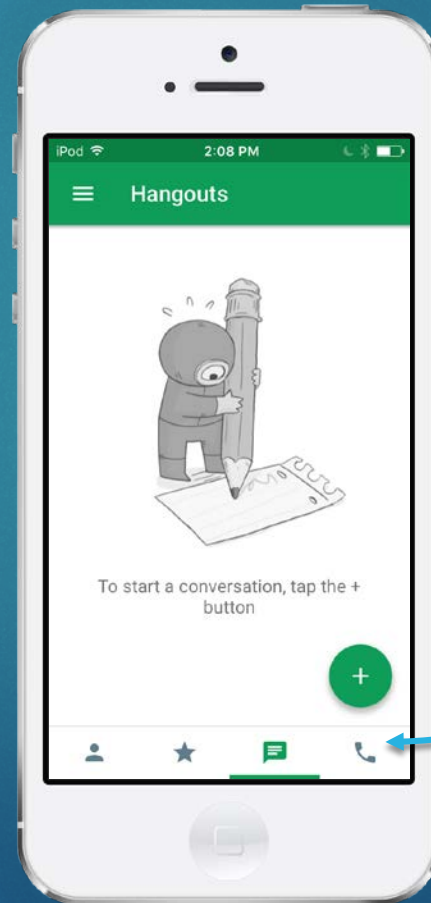 iPod 2:08 PM
Hangouts
To start a conversation, tap the +
button
+